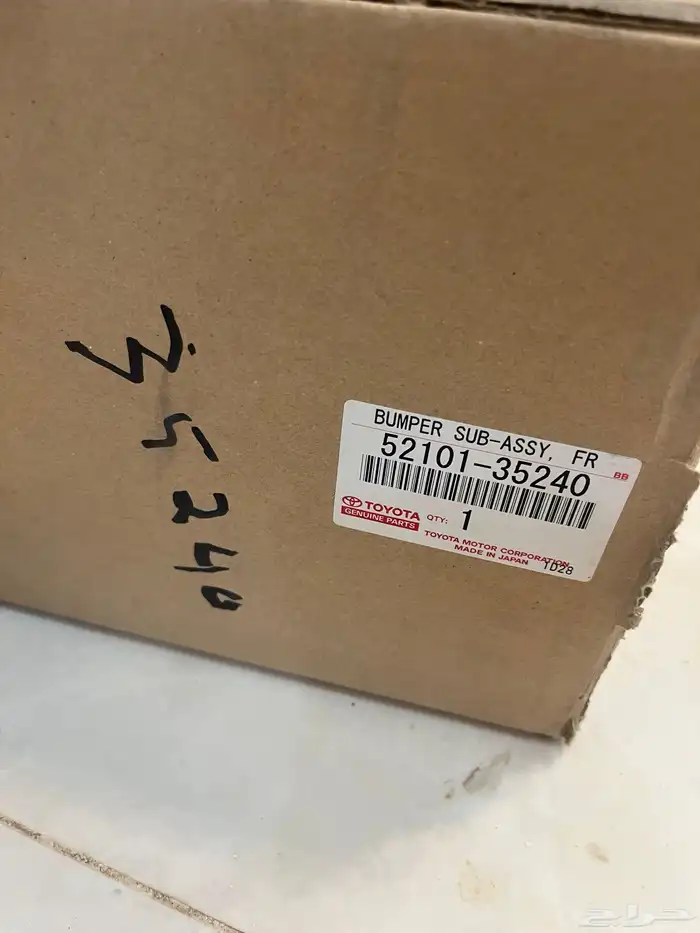 BUMPER SUB-ASSY, FR
52101-35240
BB
TOYOTA
GENUINE PARTS
QTY: 1
TOYOTA MOTOR CORPORATION
MADE IN JAPAN
1D28
35240
حراج